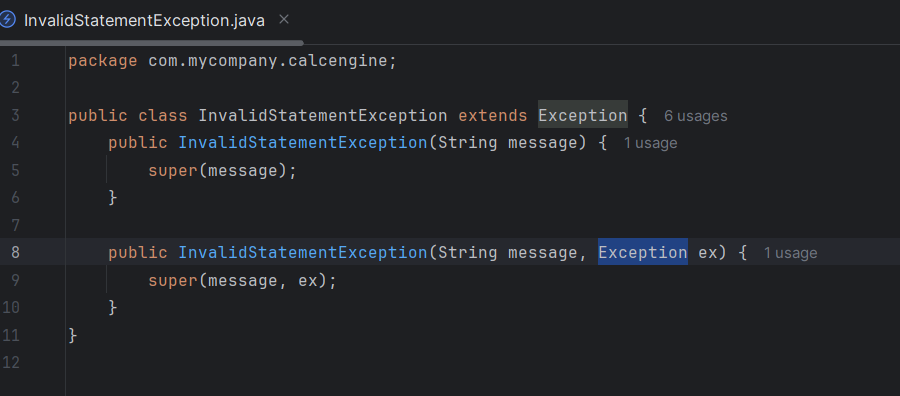 InvalidStatementException.java ×
1 package com.mycompany.calcengine;
2
3 public class InvalidStatementException extends Exception { 6 usages
4     public InvalidStatementException(String message) { 1 usage
5         super(message);
6     }
7
8     public InvalidStatementException(String message, Exception ex) { 1 usage
9         super(message, ex);
10     }
11 }
12